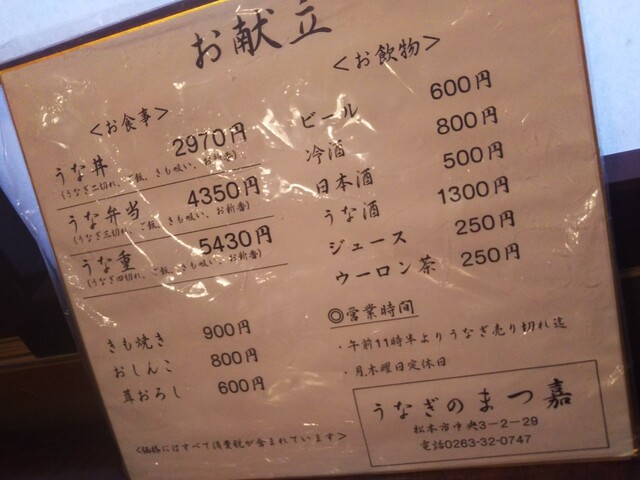 お献立
<お食事>
うな丼 2970円
(うなぎ二切れ、ご飯、きも吸い、お新香)
うな弁当 4350円
(うなぎ三切れ、ご飯、きも吸い、お新香)
うな重 5430円
(うなぎ四切れ、ご飯、きも吸い、お新香)
きも焼き 900円
おしんこ 800円
茸おろし 600円
<価格にはすべて消費税が含まれています>
<お飲物>
ビール 600円
冷酒 800円
日本酒 500円
うな酒 1300円
ジュース 250円
ウーロン茶 250円
◎営業時間
・午前11時半よりうなぎ売り切れ迄
・月.木曜日定休日
うなぎのまつ嘉
松本市中央3-2-29
電話0263-32-0747